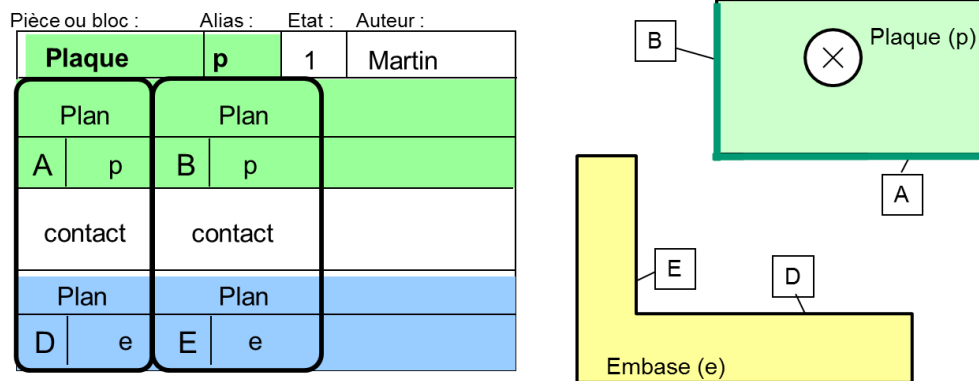 Pièce ou bloc : Alias : Etat : Auteur :
Plaque p 1 Martin
Plan Plan
A p B p
contact contact
Plan Plan
D e E e
B
Plaque (p)
A
E
D
Embase (e)